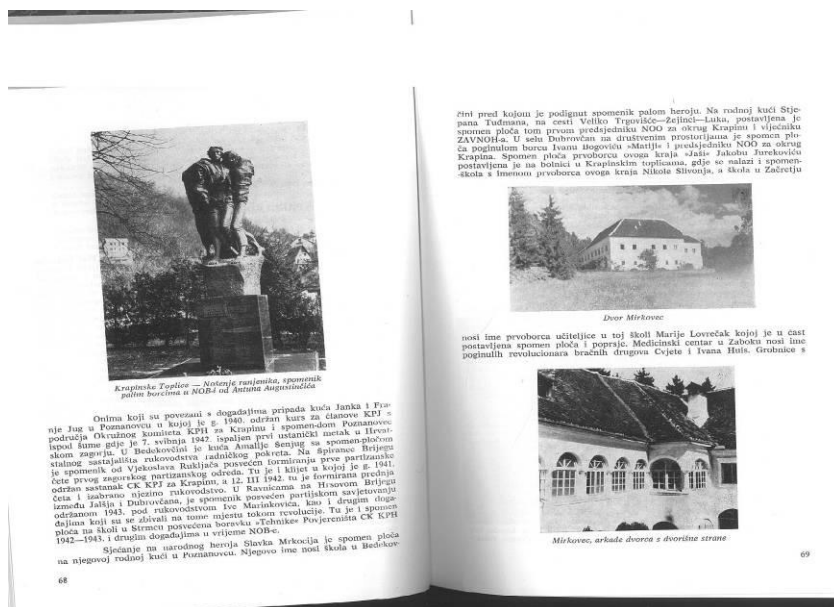 Krapinske Toplice — Nošenje ranjenika, spomenik
palim borcima u NOB-i od Antuna Augustinčića
Onima koji su povezani s događajima pripada kuća Janka i Fra-
nje Jug u Poznanovcu u kojoj je g. 1940. održan kurs za članove KPJ s
područja Okružnog komiteta KPH za Krapinu i spomen-dom Poznanovec
ispod šume gdje je 7. svibnja 1942. ispaljen prvi ustanički metak u Hrvat-
skom zagorju. U Bedekovčini je kuća Amalije Šenjug sa spomen-pločom
stalnog sastajališta rukovodstva radničkog pokreta. Na Špiranec Brijegu
je spomenik od Vjekoslava Rukljača posvećen formiranju prve partizanske
čete prvog zagorskog partizanskog odreda. Tu je i klijet u kojoj je g. 1941.
održan sastanak CK KPJ za Krapinu, a 12. III 1942. tu je formirana prednja
četa i izabrano njezino rukovodstvo. U Ravnicama na Hrsovom Brijegu
između Jalšja i Dubrovčana, je spomenik posvećen partijskom savjetovanju
održanom 1943. pod rukovodstvom Ive Marinkovića, kao i drugim doga-
đajima koji su se zbivali na tome mjestu tokom revolucije. Tu je i spomen
ploča na školi u Strmcu posvećena boravku »Tehnike« Povjereništa CK KPH
1942—1943. i drugim događajima u vrijeme NOB-e.
Sjećanje na narodnog heroja Slavka Mrkocija je spomen ploča
na njegovoj rodnoj kući u Poznanovcu. Njegovo ime nosi škola u Bedekov-
68
čini pred kojom je podignut spomenik palom heroju. Na rodnoj kući Stje-
pana Tuđmana, na cesti Veliko Trgovišće—Žejinci—Luka, postavljena je
spomen ploča tom prvom predsjedniku NOO za okrug Krapinu i vijećniku
ZAVNOH-a. U selu Dubrovčan na društvenim prostorijama je spomen plo-
ča poginulom borcu Ivanu Bogoviću »Matiji« i predsjedniku NOO za okrug
Krapina. Spomen ploča prvoborcu ovoga kraja »Jaši« Jakobu Jurekoviću
postavljena je na bolnici u Krapinskim toplicama, gdje se nalazi i spomen-
-škola s imenom prvoborca ovoga kraja Nikole Slivonja, a škola u Začretju
Dvor Mirkovec
nosi ime prvoborca učiteljice u toj školi Marije Lovrečak kojoj je u čast
postavljena spomen ploča i poprsje. Medicinski centar u Zaboku nosi ime
poginulih revolucionara bračnih drugova Cvjete i Ivana Huis. Grobnice s
Mirkovec, arkade dvorca s dvorišne strane
69